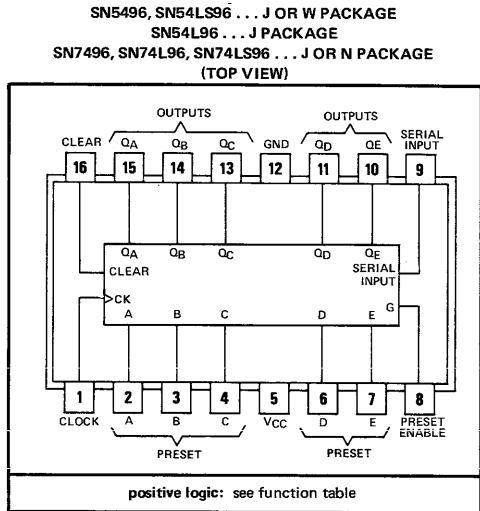 SN5496, SN54LS96 . . . J OR W PACKAGE
SN54L96 . . . J PACKAGE
SN7496, SN74L96, SN74LS96 . . . J OR N PACKAGE
(TOP VIEW)
OUTPUTS OUTPUTS
CLEAR QA QB QC GND QD QE SERIAL INPUT
16 15 14 13 12 11 10 9
QA QB QC QD QE
CLEAR SERIAL INPUT
CK G
A B C D E
1 2 3 4 5 6 7 8
CLOCK A B C VCC D E PRESET ENABLE
PRESET PRESET
positive logic: see function table